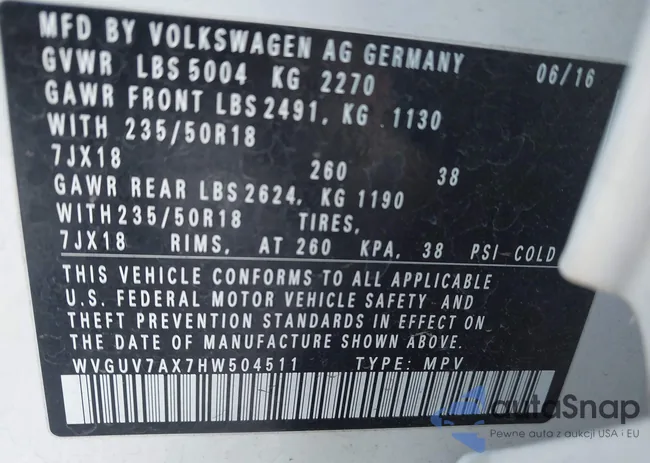 MFD BY VOLKSWAGEN AG GERMANY
GVWR LBS 5004 KG 2270 06/16
GAWR FRONT LBS 2491, KG 1130
WITH 235/50R18
7JX18 260 38
GAWR REAR LBS 2624, KG 1190
WITH 235/50R18 TIRES,
7JX18 RIMS, AT 260 KPA, 38 PSI-COLD
THIS VEHICLE CONFORMS TO ALL APPLICABLE
U.S. FEDERAL MOTOR VEHICLE SAFETY AND
THEFT PREVENTION STANDARDS IN EFFECT ON
THE DATE OF MANUFACTURE SHOWN ABOVE.
WVGUV7AX7HW504511 TYPE: MPV
autoSnap
Pewne auta z aukcji USA i EU